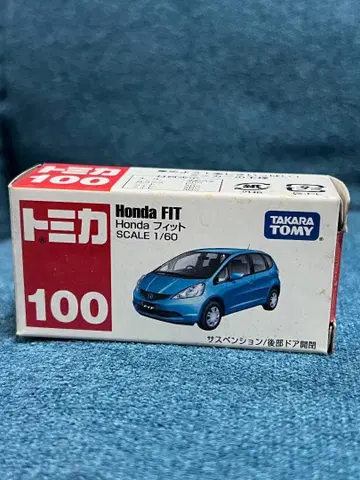 トミカ
100
トミカ
100
Honda FIT
Honda フィット
SCALE 1/60
TAKARA
TOMY
FIT
サスペンション/後部ドア開閉